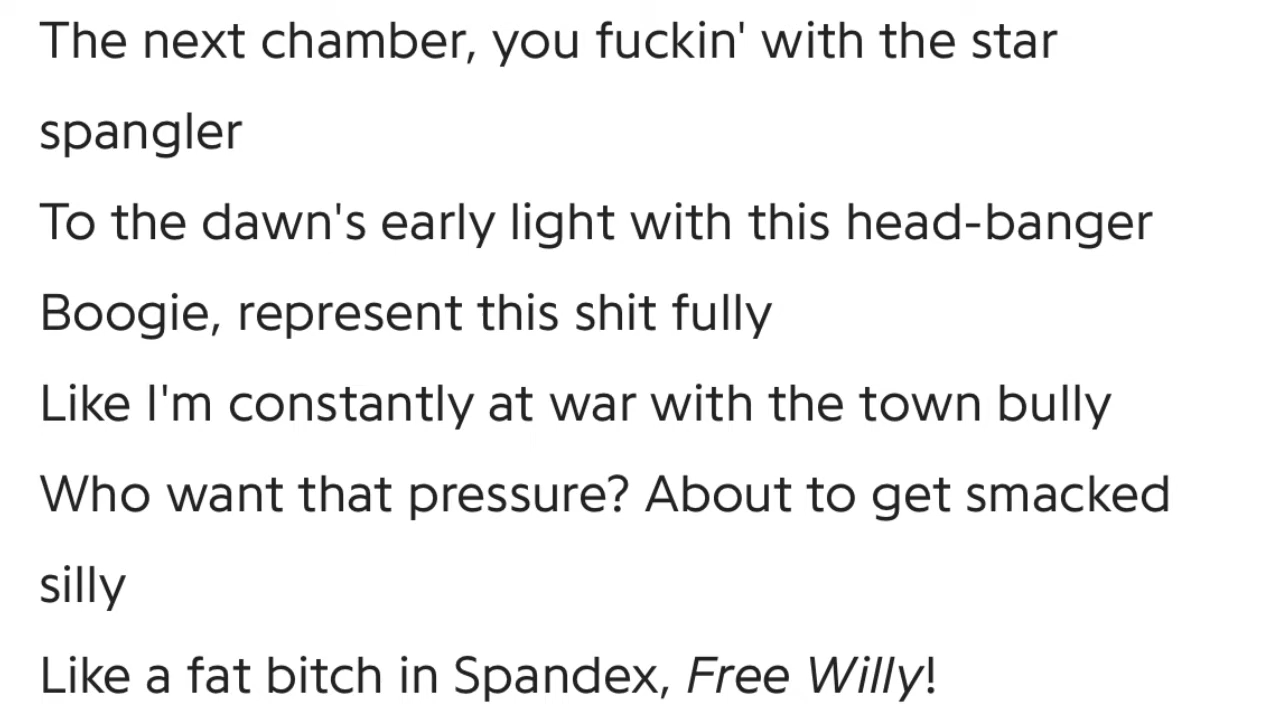 The next chamber, you fuckin' with the star
spangler
To the dawn's early light with this head-banger
Boogie, represent this shit fully
Like I'm constantly at war with the town bully
Who want that pressure? About to get smacked
silly
Like a fat bitch in Spandex, Free Willy!